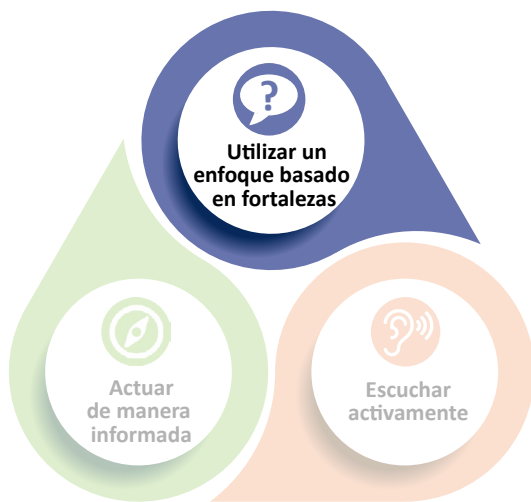 ?
Utilizar un
enfoque basado
en fortalezas
Actuar
de manera
informada
Escuchar
activamente